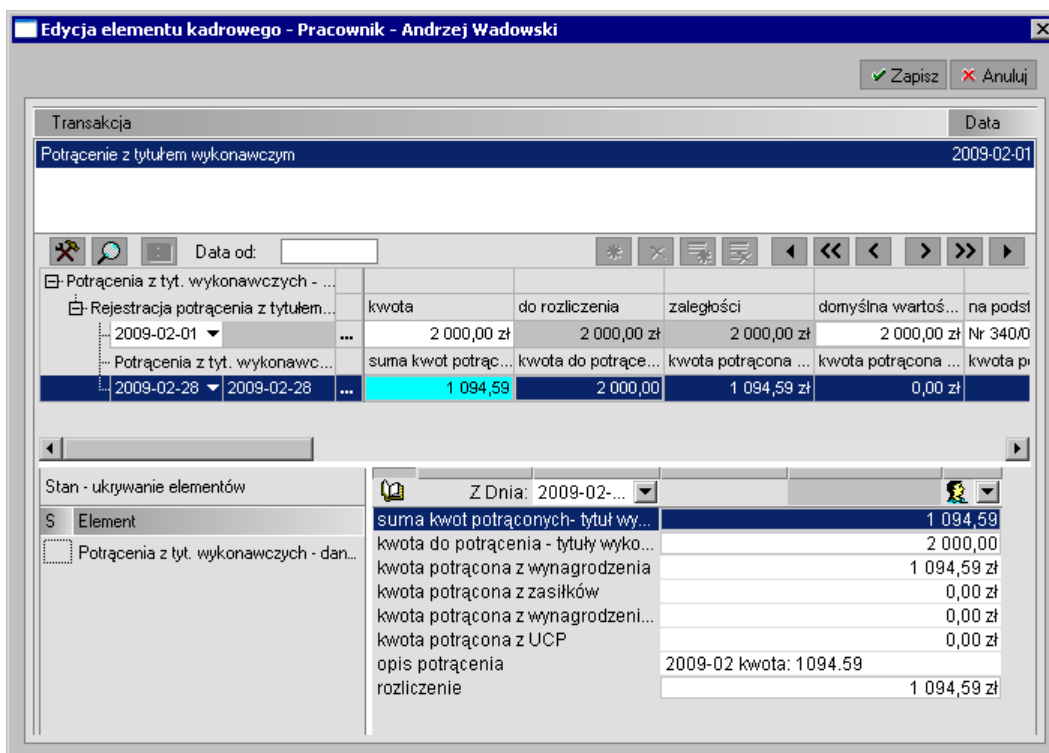 Edycja elementu kadrowego - Pracownik - Andrzej Wadowski
Zapisz Anuluj
Transakcja Data
Potrącenie z tytułem wykonawczym 2009-02-01
Data od:
Potrącenia z tyt. wykonawczych - ...
Rejestracja potrącenia z tytułem... kwota do rozliczenia zaległości domyślna wartoś... na podst
2009-02-01 ... 2 000,00 zł 2 000,00 zł 2 000,00 zł 2 000,00 zł Nr 340/0
Potrącenia z tyt. wykonawc... suma kwot potrąc... kwota do potrące... kwota potrącona ... kwota potrącona ... kwota p
2009-02-28 2009-02-28 ... 1 094,59 2 000,00 1 094,59 zł 0,00 zł
Stan - ukrywanie elementów
Z Dnia: 2009-02-...
S Element
Potrącenia z tyt. wykonawczych - dan...
suma kwot potrąconych- tytuł wy... 1 094,59
kwota do potrącenia - tytuły wyko... 2 000,00
kwota potrącona z wynagrodzenia 1 094,59 zł
kwota potrącona z zasiłków 0,00 zł
kwota potrącona z wynagrodzeni... 0,00 zł
kwota potrącona z UCP 0,00 zł
opis potrącenia 2009-02 kwota: 1094.59
rozliczenie 1 094,59 zł